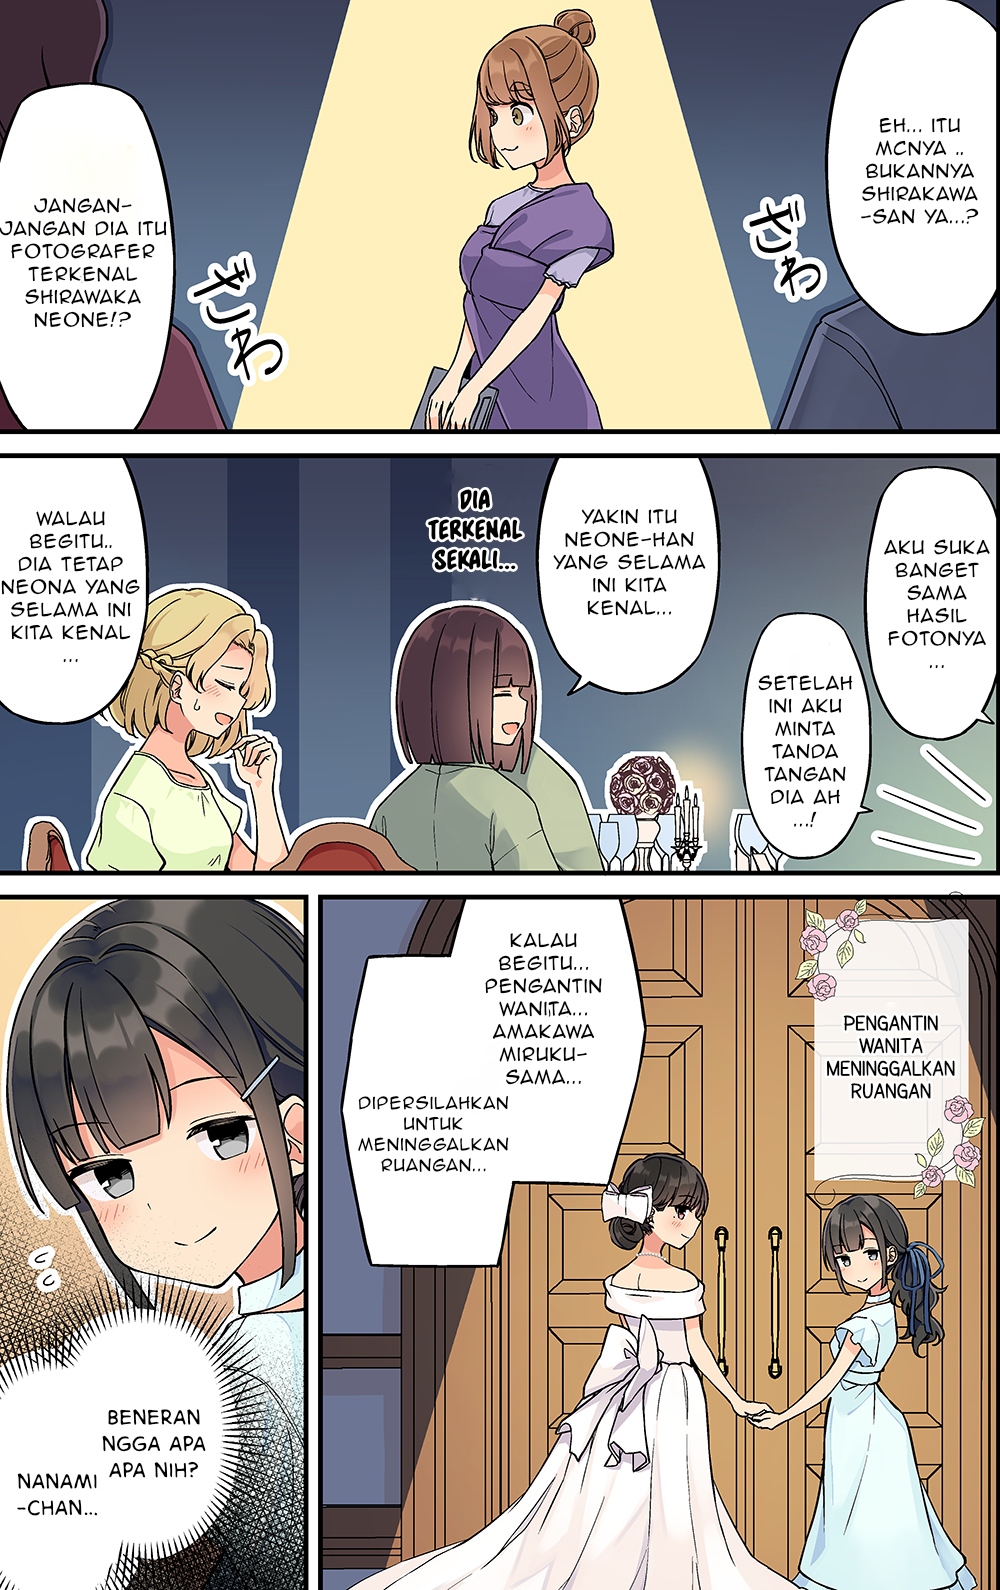 EH... ITU
MCNYA ..
BUKANNYA
SHIRAKAWA
-SAN YA...?
ざわ
JANGAN-
JANGAN DIA ITU
FOTOGRAFER
TERKENAL
SHIRAWAKA
NEONE!?
ざわ
AKU SUKA
BANGET
SAMA
HASIL
FOTONYA
...
SETELAH
INI AKU
MINTA
TANDA
TANGAN
DIA AH
...!
YAKIN ITU
NEONE-HAN
YANG SELAMA
INI KITA
KENAL...
DIA
TERKENAL
SEKALI...
WALAU
BEGITU..
DIA TETAP
NEONA YANG
SELAMA INI
KITA KENAL
...
PENGANTIN
WANITA
MENINGGALKAN
RUANGAN
KALAU
BEGITU...
PENGANTIN
WANITA...
AMAKAWA
MIRUKU-
SAMA...
DIPERSILAHKAN
UNTUK
MENINGGALKAN
RUANGAN...
BENERAN
NGGA APA
APA NIH?
NANAMI
-CHAN...